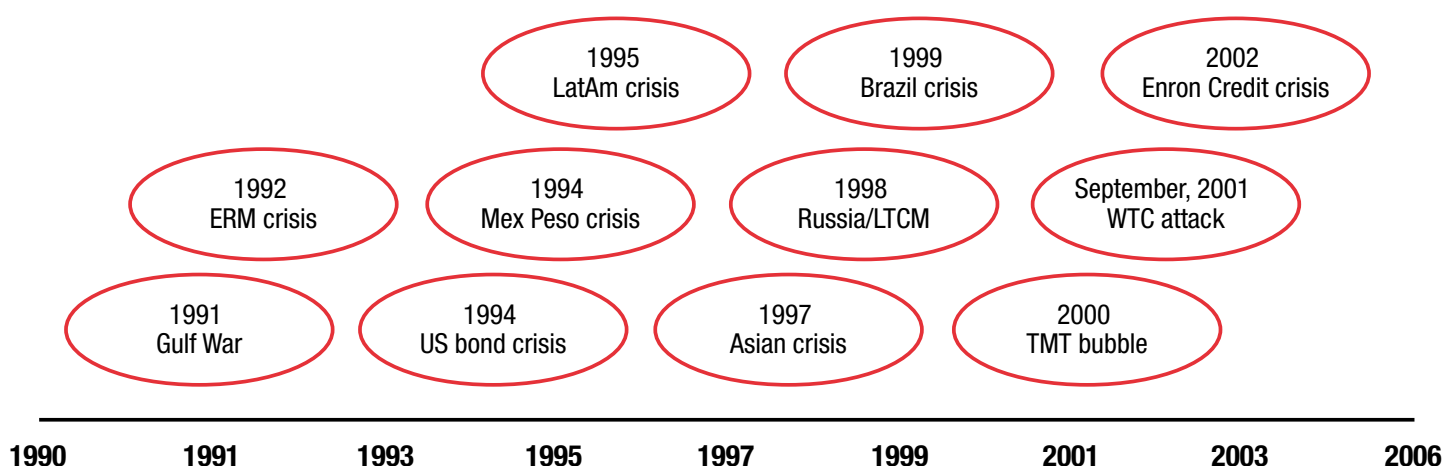 1995
LatAm crisis
1999
Brazil crisis
2002
Enron Credit crisis
1992
ERM crisis
1994
Mex Peso crisis
1998
Russia/LTCM
September, 2001
WTC attack
1991
Gulf War
1994
US bond crisis
1997
Asian crisis
2000
TMT bubble
1990 1991 1993 1995 1997 1999 2001 2003 2006